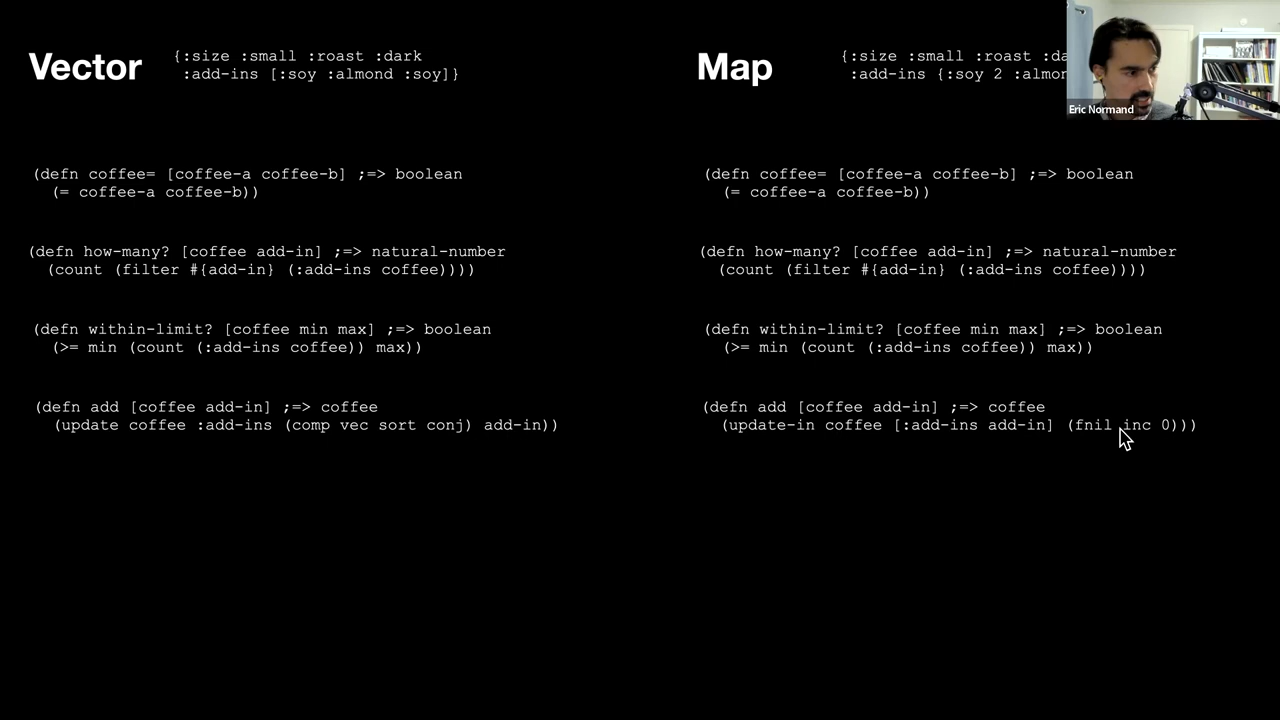 Vector
{:size :small :roast :dark
:add-ins [:soy :almond :soy]}
(defn coffee= [coffee-a coffee-b] ;=> boolean
(= coffee-a coffee-b))
(defn how-many? [coffee add-in] ;=> natural-number
(count (filter #{add-in} (:add-ins coffee))))
(defn within-limit? [coffee min max] ;=> boolean
(>= min (count (:add-ins coffee)) max))
(defn add [coffee add-in] ;=> coffee
(update coffee :add-ins (comp vec sort conj) add-in))
Map
{:size :small :roast :da
:add-ins {:soy 2 :almon
(defn coffee= [coffee-a coffee-b] ;=> boolean
(= coffee-a coffee-b))
(defn how-many? [coffee add-in] ;=> natural-number
(count (filter #{add-in} (:add-ins coffee))))
(defn within-limit? [coffee min max] ;=> boolean
(>= min (count (:add-ins coffee)) max))
(defn add [coffee add-in] ;=> coffee
(update-in coffee [:add-ins add-in] (fnil inc 0)))
Eric Normand